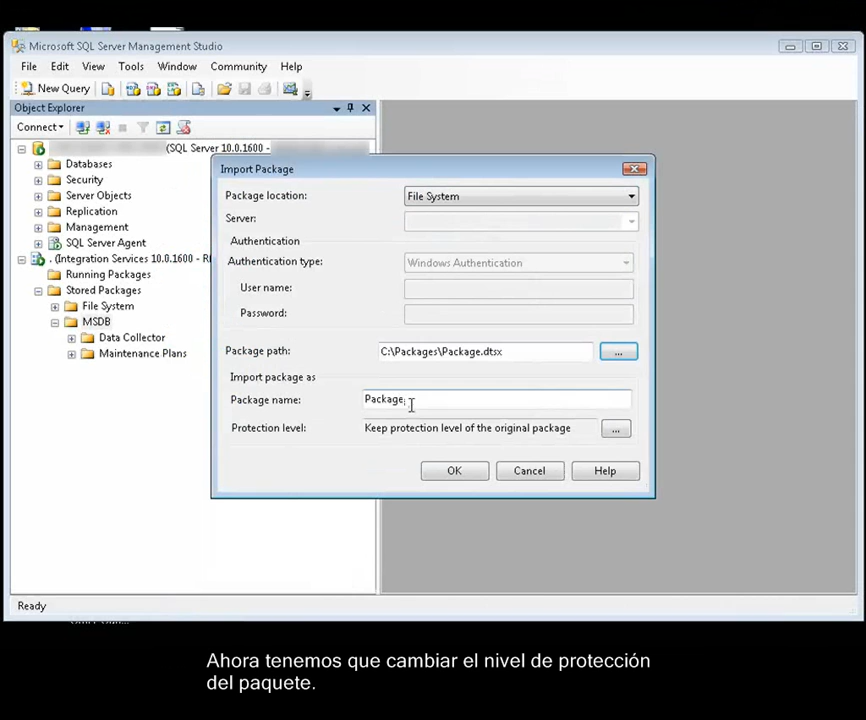 Microsoft SQL Server Management Studio
File Edit View Tools Window Community Help
New Query
Object Explorer
Connect
(SQL Server 10.0.1600 -
Databases
Security
Server Objects
Replication
Management
SQL Server Agent
. (Integration Services 10.0.1600 -
Running Packages
Stored Packages
File System
MSDB
Data Collector
Maintenance Plans
Import Package
Package location: File System
Server:
Authentication
Authentication type: Windows Authentication
User name:
Password:
Package path: C:\Packages\Package.dtsx ...
Import package as
Package name: Package
Protection level: Keep protection level of the original package ...
OK Cancel Help
Ready
Ahora tenemos que cambiar el nivel de protección
del paquete.